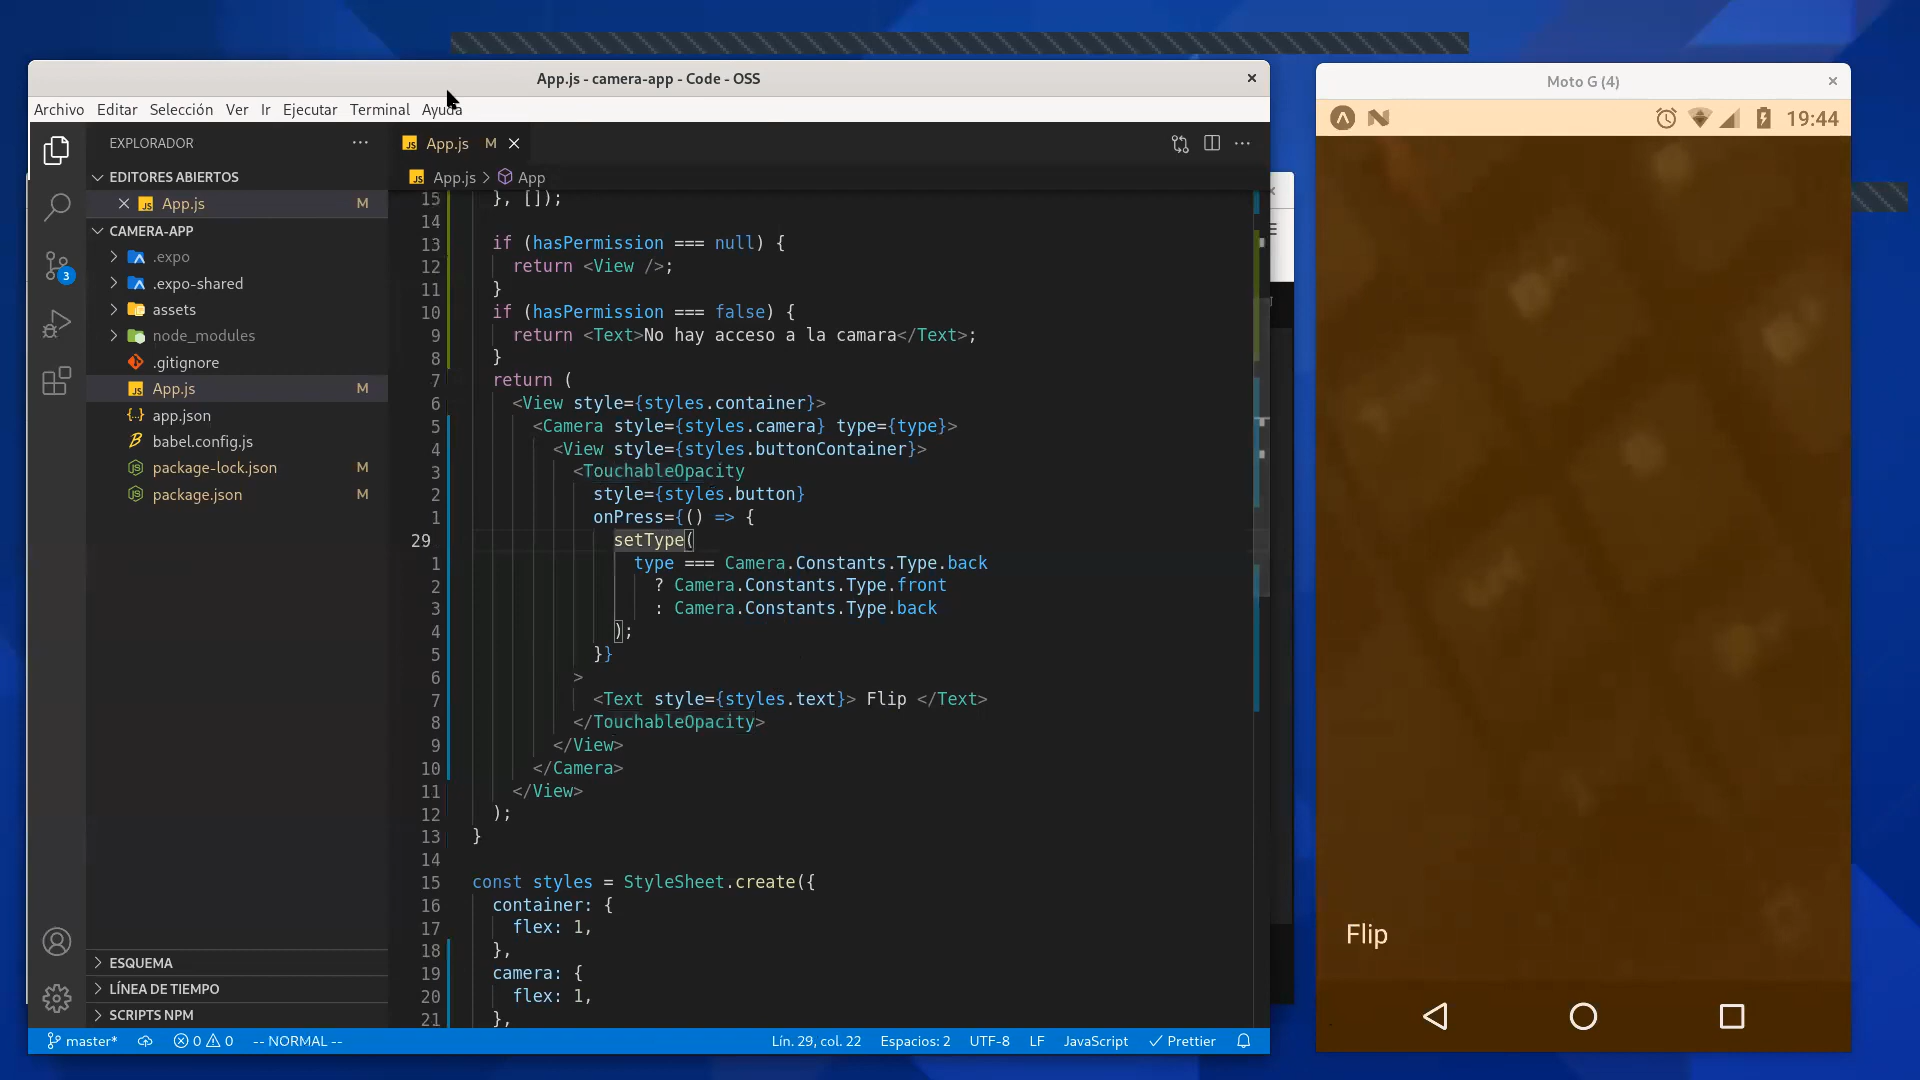 App.js - camera-app - Code - OSS
Archivo Editar Selección Ver Ir Ejecutar Terminal Ayuda
EXPLORADOR
EDITORES ABIERTOS
App.js M
CAMERA-APP
.expo
.expo-shared
assets
node_modules
.gitignore
App.js M
app.json
babel.config.js
package-lock.json M
package.json M
ESQUEMA
LÍNEA DE TIEMPO
SCRIPTS NPM
App.js M
App.js > App
15 }, []);
14
13 if (hasPermission === null) {
12 return <View />;
11 }
10 if (hasPermission === false) {
9 return <Text>No hay acceso a la camara</Text>;
8 }
7 return (
6 <View style={styles.container}>
5 <Camera style={styles.camera} type={type}>
4 <View style={styles.buttonContainer}>
3 <TouchableOpacity
2 style={styles.button}
1 onPress={() => {
29 setType(
1 type === Camera.Constants.Type.back
2 ? Camera.Constants.Type.front
3 : Camera.Constants.Type.back
4 );
5 }}
6 >
7 <Text style={styles.text}> Flip </Text>
8 </TouchableOpacity>
9 </View>
10 </Camera>
11 </View>
12 );
13 }
14
15 const styles = StyleSheet.create({
16 container: {
17 flex: 1,
18 },
19 camera: {
20 flex: 1,
21 },
3
master* 0 0 -- NORMAL -- Lín. 29, col. 22 Espacios: 2 UTF-8 LF JavaScript Prettier
Moto G (4)
19:44
Flip